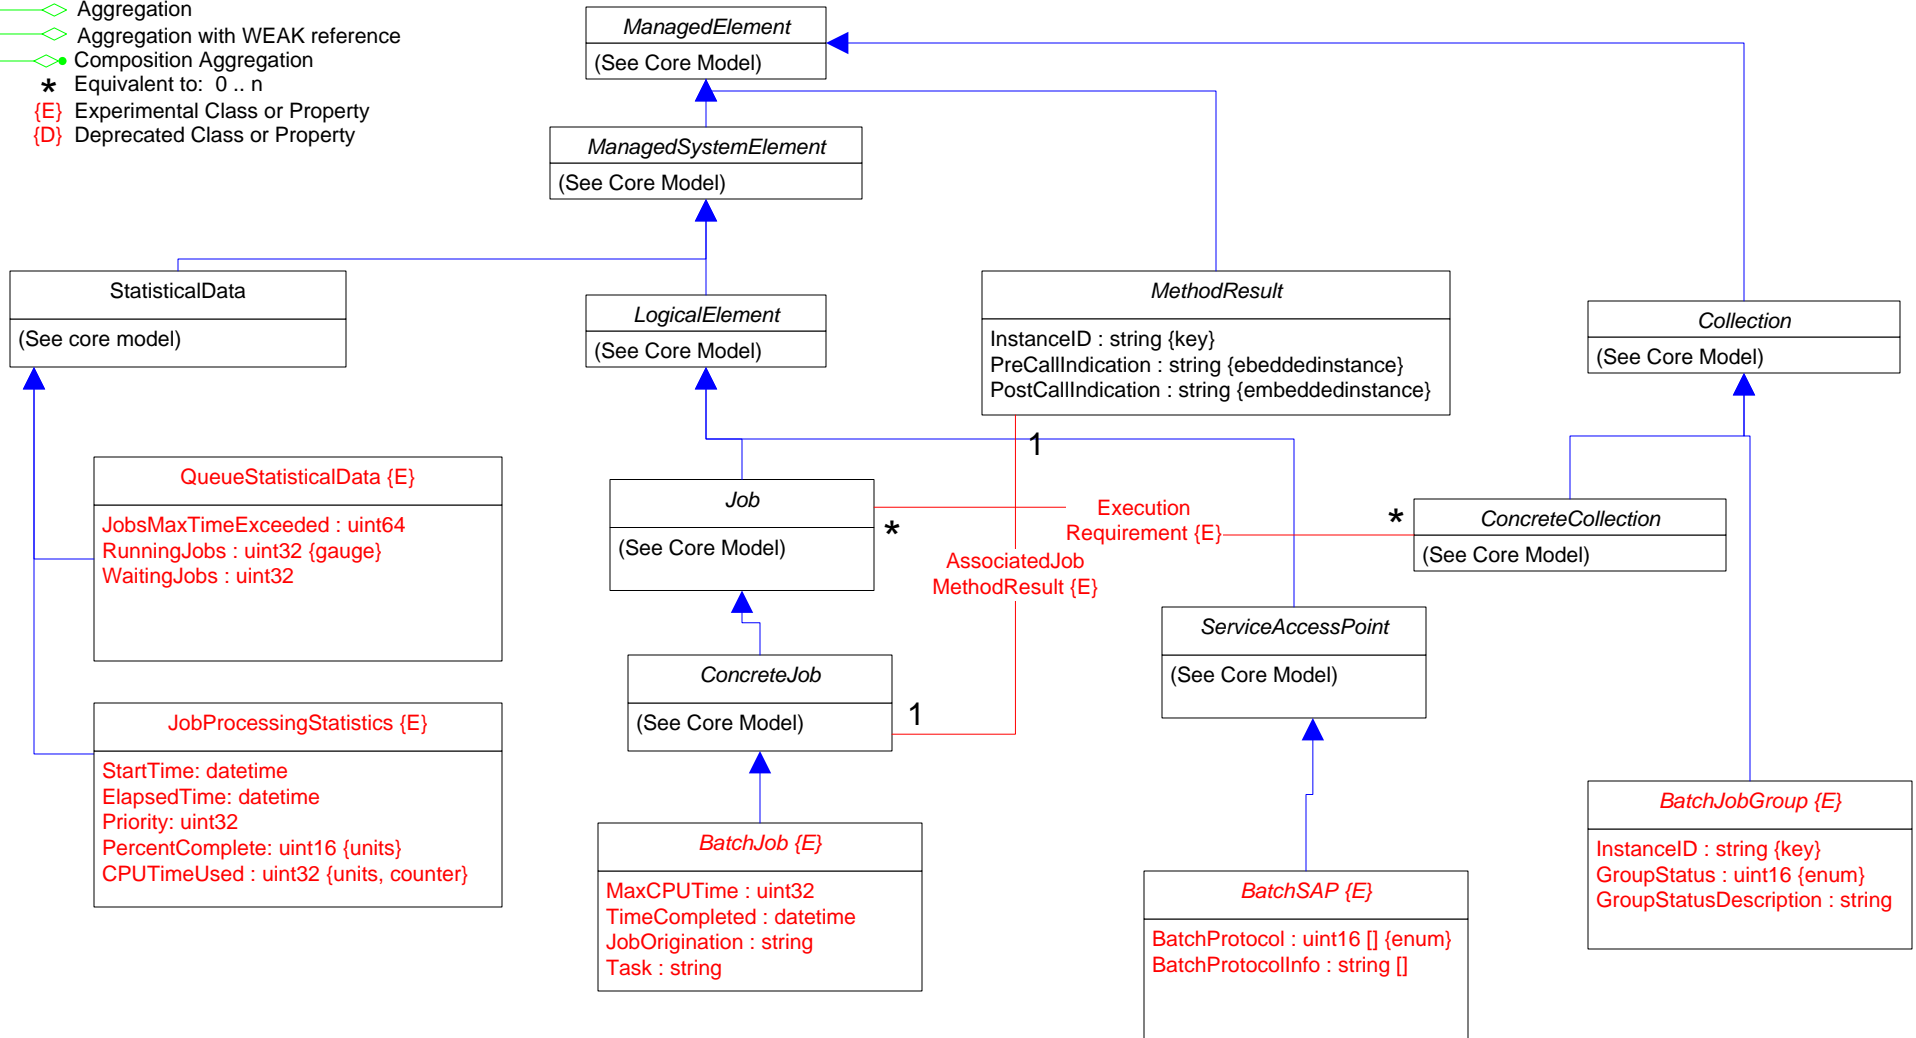 Aggregation
Aggregation with WEAK reference
Composition Aggregation
* Equivalent to: 0 .. n
{E} Experimental Class or Property
{D} Deprecated Class or Property
ManagedElement
(See Core Model)
ManagedSystemElement
(See Core Model)
StatisticalData
(See core model)
LogicalElement
(See Core Model)
MethodResult
InstanceID : string {key}
PreCallIndication : string {ebeddedinstance}
PostCallIndication : string {embeddedinstance}
Collection
(See Core Model)
1
QueueStatisticalData {E}
JobsMaxTimeExceeded : uint64
RunningJobs : uint32 {gauge}
WaitingJobs : uint32
Job
(See Core Model)
*
Execution
Requirement {E}
*
ConcreteCollection
(See Core Model)
AssociatedJob
MethodResult {E}
ServiceAccessPoint
(See Core Model)
ConcreteJob
(See Core Model)
1
JobProcessingStatistics {E}
StartTime: datetime
ElapsedTime: datetime
Priority: uint32
PercentComplete: uint16 {units}
CPUTimeUsed : uint32 {units, counter}
BatchJob {E}
MaxCPUTime : uint32
TimeCompleted : datetime
JobOrigination : string
Task : string
BatchSAP {E}
BatchProtocol : uint16 [] {enum}
BatchProtocolInfo : string []
BatchJobGroup {E}
InstanceID : string {key}
GroupStatus : uint16 {enum}
GroupStatusDescription : string